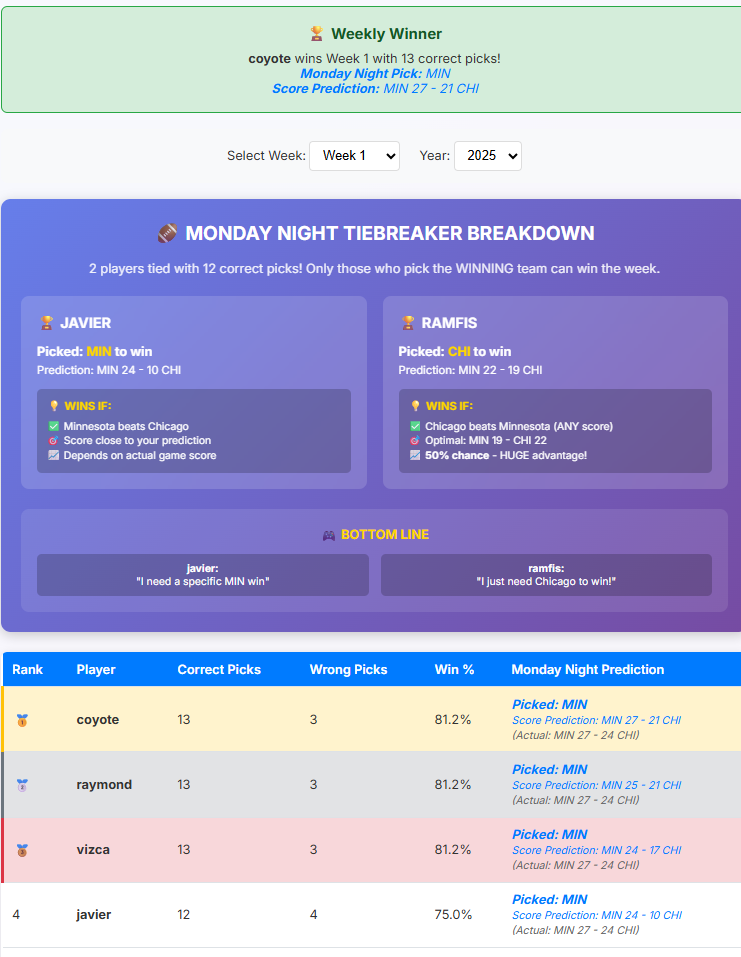 🏆 Weekly Winner
coyote wins Week 1 with 13 correct picks!
Monday Night Pick: MIN
Score Prediction: MIN 27 - 21 CHI
Select Week: Week 1 Year: 2025
🏈 MONDAY NIGHT TIEBREAKER BREAKDOWN
2 players tied with 12 correct picks! Only those who pick the WINNING team can win the week.
🏆 JAVIER
Picked: MIN to win
Prediction: MIN 24 - 10 CHI
💡 WINS IF:
✅ Minnesota beats Chicago
🎯 Score close to your prediction
📈 Depends on actual game score
🏆 RAMFIS
Picked: CHI to win
Prediction: MIN 22 - 19 CHI
💡 WINS IF:
✅ Chicago beats Minnesota (ANY score)
🎯 Optimal: MIN 19 - CHI 22
📈 50% chance - HUGE advantage!
🎮 BOTTOM LINE
javier:
"I need a specific MIN win"
ramfis:
"I just need Chicago to win!"
Rank Player Correct Picks Wrong Picks Win % Monday Night Prediction
🥇 coyote 13 3 81.2% Picked: MIN
Score Prediction: MIN 27 - 21 CHI
(Actual: MIN 27 - 24 CHI)
🥈 raymond 13 3 81.2% Picked: MIN
Score Prediction: MIN 25 - 21 CHI
(Actual: MIN 27 - 24 CHI)
🥉 vizca 13 3 81.2% Picked: MIN
Score Prediction: MIN 24 - 17 CHI
(Actual: MIN 27 - 24 CHI)
4 javier 12 4 75.0% Picked: MIN
Score Prediction: MIN 24 - 10 CHI
(Actual: MIN 27 - 24 CHI)